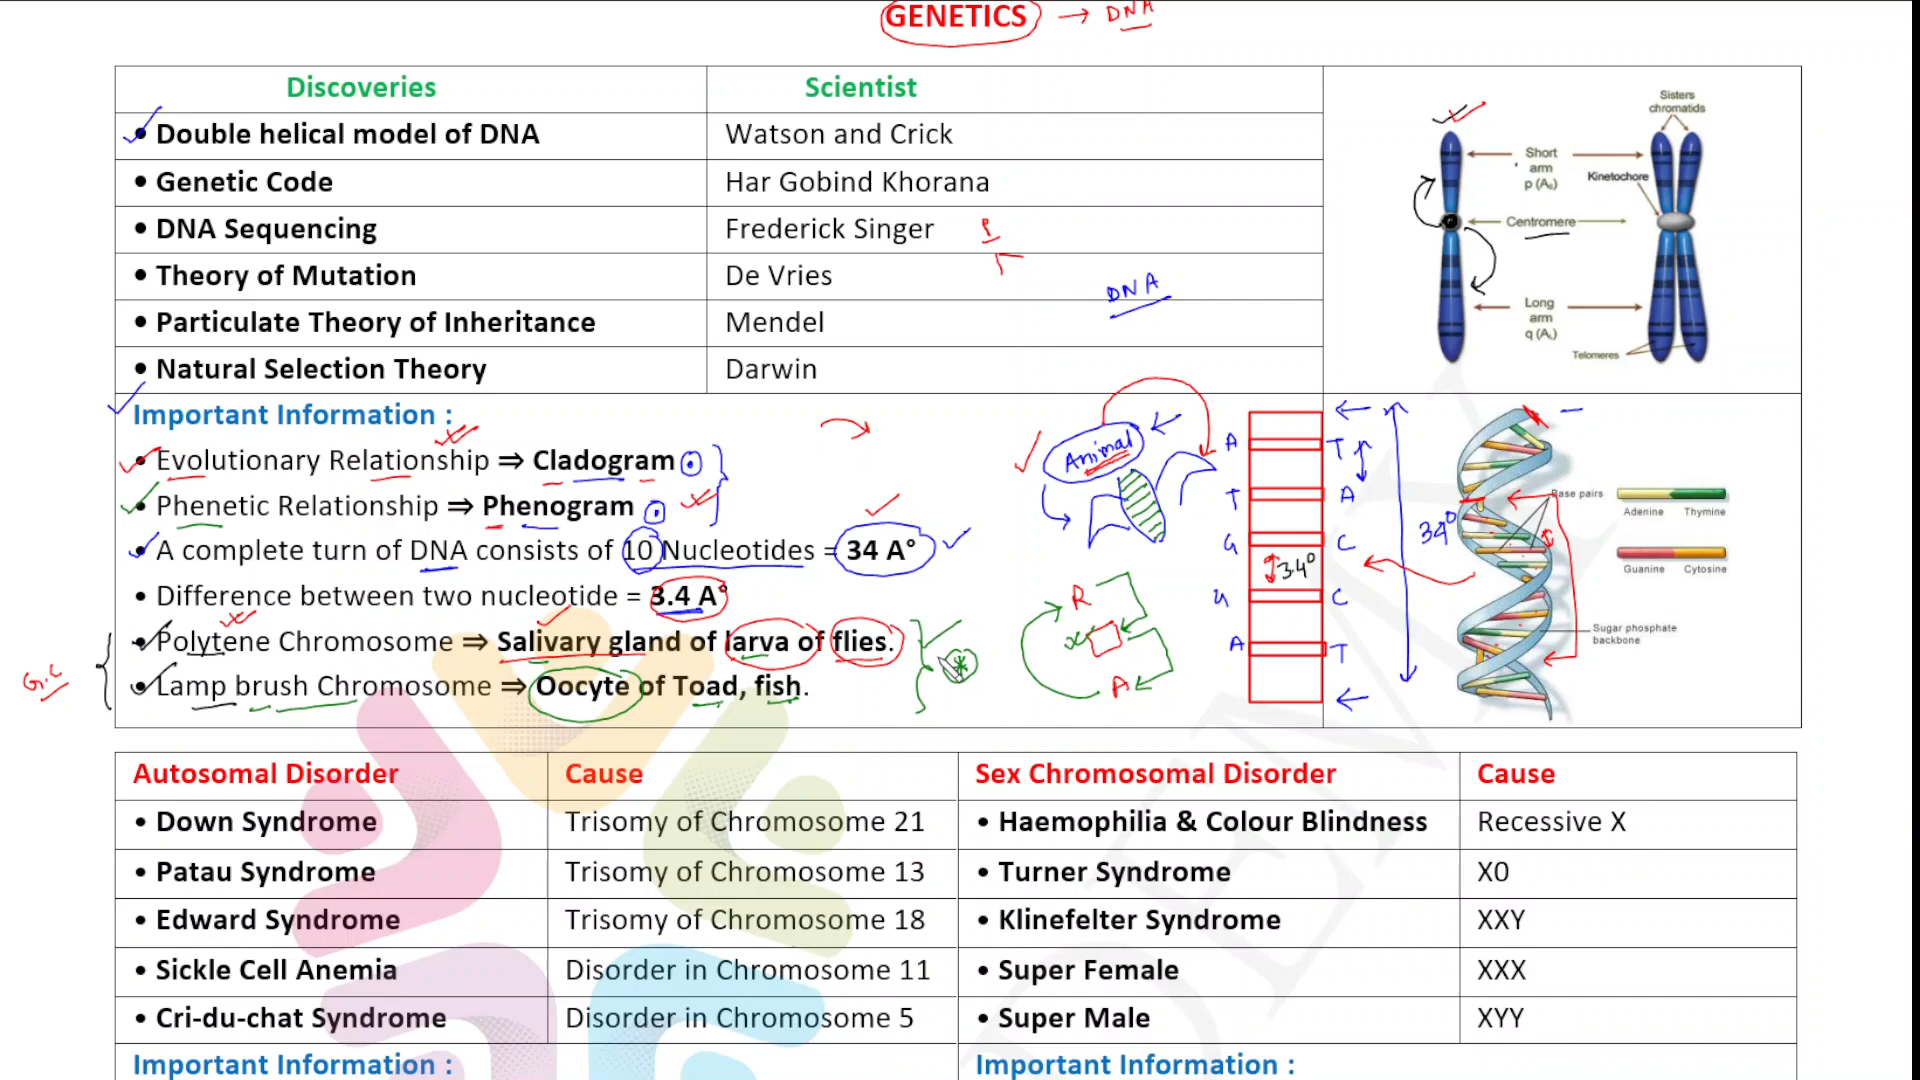 GENETICS → DNA
Discoveries Scientist
• Double helical model of DNA Watson and Crick
• Genetic Code Har Gobind Khorana
• DNA Sequencing Frederick Singer
• Theory of Mutation De Vries
DNA
• Particulate Theory of Inheritance Mendel
• Natural Selection Theory Darwin
Sisters
chromatids
Short
arm
Kinetochore
Centromere
Long
arm
Telomeres
Important Information :
• Evolutionary Relationship ⇒ Cladogram
• Phenetic Relationship ⇒ Phenogram
• A complete turn of DNA consists of 10 Nucleotides = 34 A°
• Difference between two nucleotide = 3.4 A°
• Polytene Chromosome ⇒ Salivary gland of larva of flies.
• Lamp brush Chromosome ⇒ Oocyte of Toad, fish.
G.C
Animal
R
A
A T
T A
G C
3.4°
G C
A T
34°
Base pairs
Adenine Thymine
Guanine Cytosine
Sugar phosphate
backbone
Autosomal Disorder Cause Sex Chromosomal Disorder Cause
• Down Syndrome Trisomy of Chromosome 21 • Haemophilia & Colour Blindness Recessive X
• Patau Syndrome Trisomy of Chromosome 13 • Turner Syndrome X0
• Edward Syndrome Trisomy of Chromosome 18 • Klinefelter Syndrome XXY
• Sickle Cell Anemia Disorder in Chromosome 11 • Super Female XXX
• Cri-du-chat Syndrome Disorder in Chromosome 5 • Super Male XYY
Important Information : Important Information :